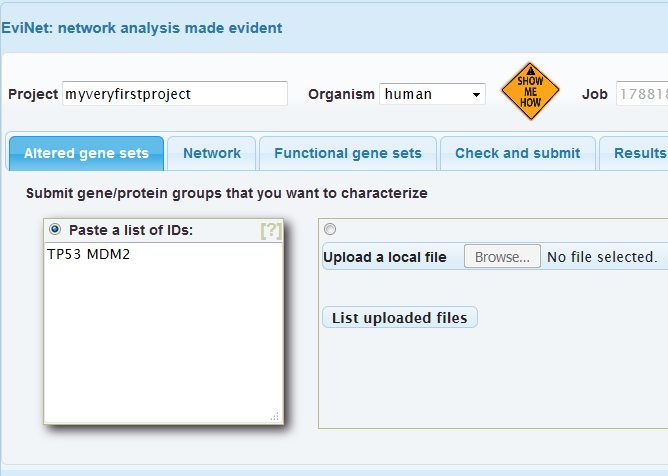 EviNet: network analysis made evident
Project myveryfirstproject Organism human SHOW ME HOW Job 17881
Altered gene sets Network Functional gene sets Check and submit Results
Submit gene/protein groups that you want to characterize
Paste a list of IDs: [?]
TP53 MDM2
Upload a local file Browse... No file selected.
List uploaded files